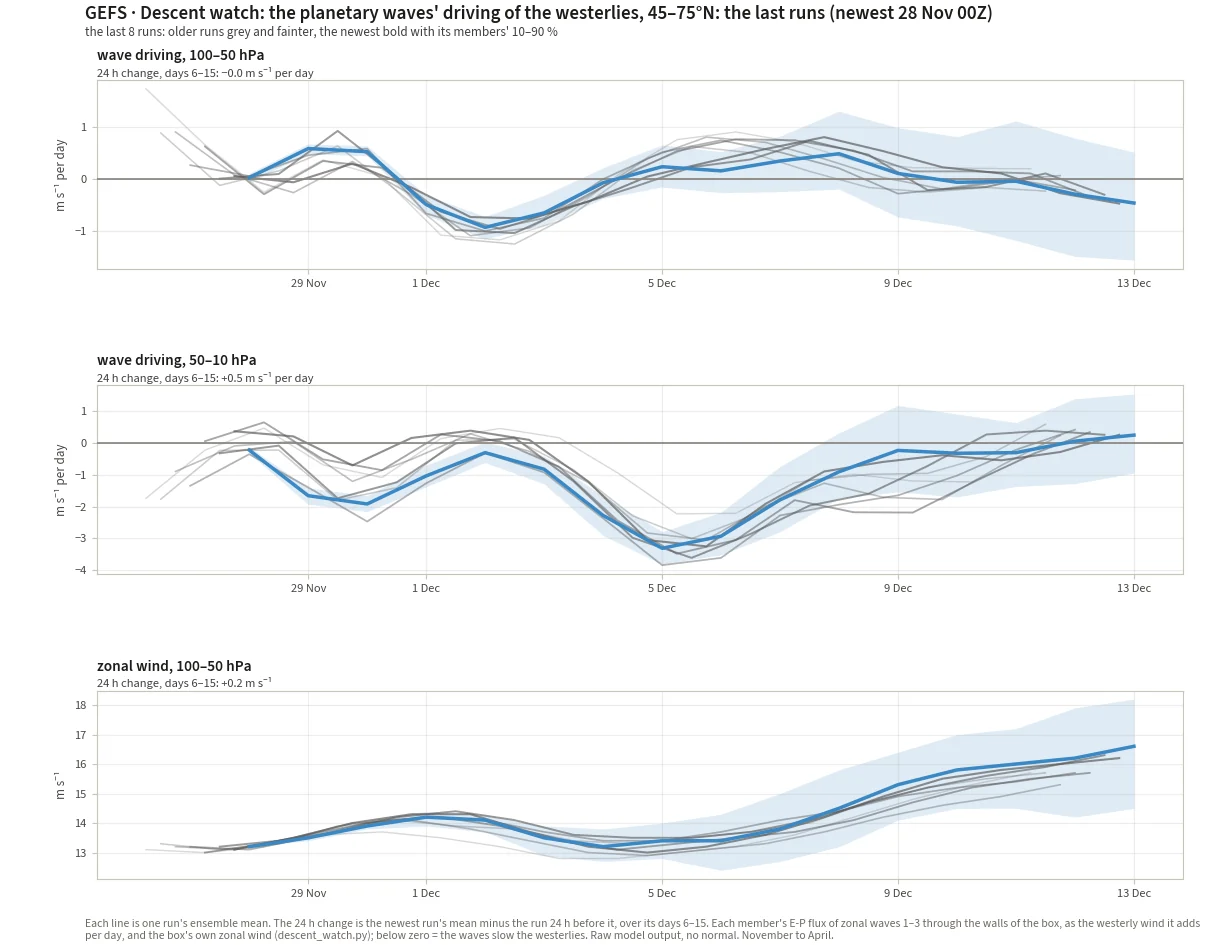 GEFS · Descent watch: the planetary waves' driving of the westerlies, 45–75°N: the last runs (newest 28 Nov 00Z)
the last 8 runs: older runs grey and fainter, the newest bold with its members' 10–90 %
wave driving, 100–50 hPa
24 h change, days 6–15: −0.0 m s⁻¹ per day
m s⁻¹ per day
1
0
−1
29 Nov
1 Dec
5 Dec
9 Dec
13 Dec
wave driving, 50–10 hPa
24 h change, days 6–15: +0.5 m s⁻¹ per day
m s⁻¹ per day
1
0
−1
−2
−3
−4
29 Nov
1 Dec
5 Dec
9 Dec
13 Dec
zonal wind, 100–50 hPa
24 h change, days 6–15: +0.2 m s⁻¹
m s⁻¹
18
17
16
15
14
13
29 Nov
1 Dec
5 Dec
9 Dec
13 Dec
Each line is one run's ensemble mean. The 24 h change is the newest run's mean minus the run 24 h before it, over its days 6–15. Each member's E-P flux of zonal waves 1–3 through the walls of the box, as the westerly wind it adds
per day, and the box's own zonal wind (descent_watch.py); below zero = the waves slow the westerlies. Raw model output, no normal. November to April.